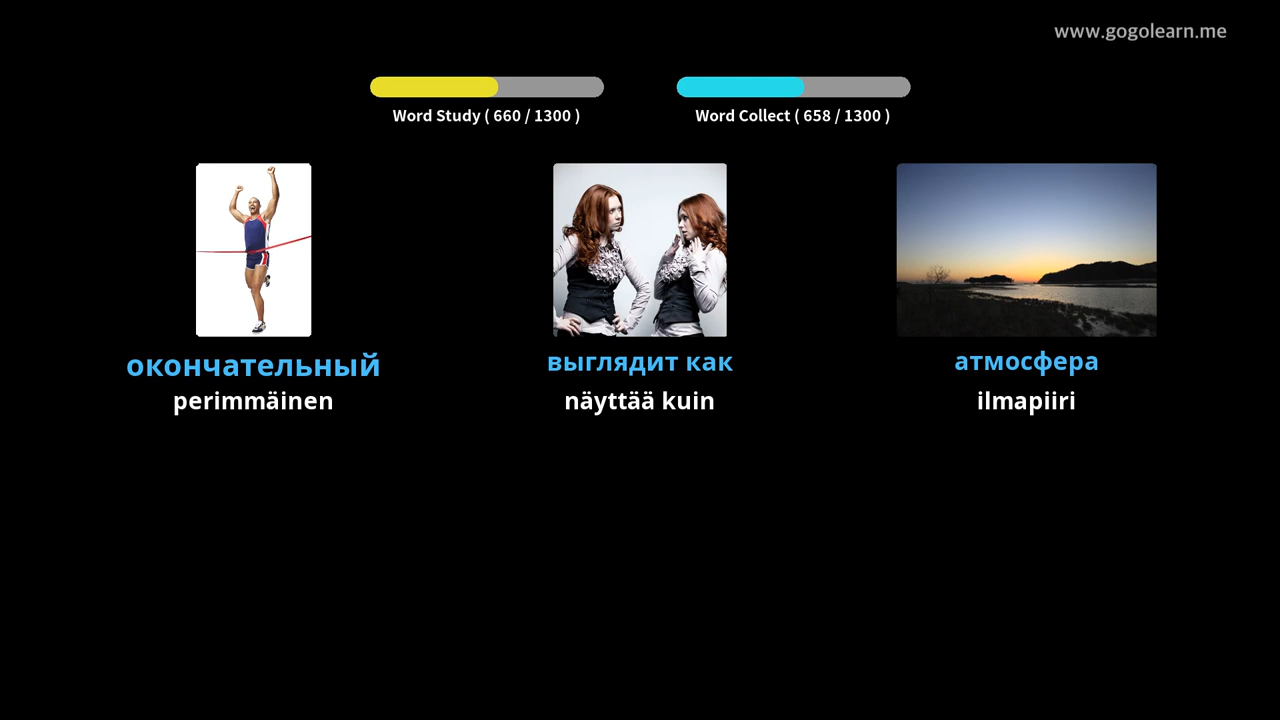 www.gogolearn.me
Word Study ( 660 / 1300 )
Word Collect ( 658 / 1300 )
окончательный
perimmäinen
выглядит как
näyttää kuin
атмосфера
ilmapiiri